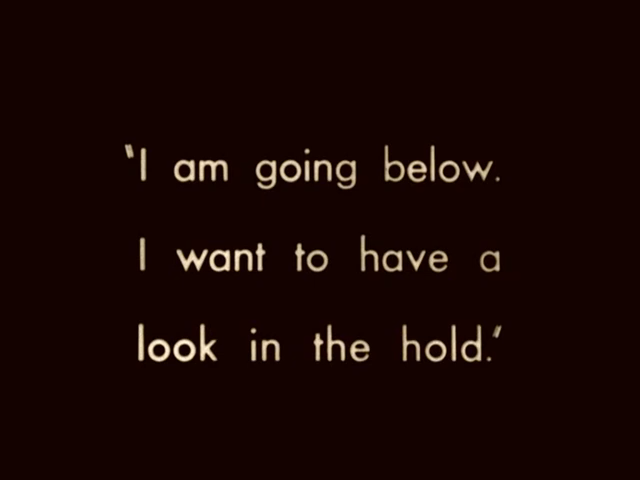 "I am going below.
I want to have a
look in the hold."